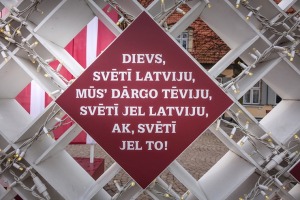 DIEVS,
SVĒTĪ LATVIJU,
MŪS' DĀRGO TĒVIJU,
SVĒTĪ JEL LATVIJU,
AK, SVĒTĪ
JEL TO!